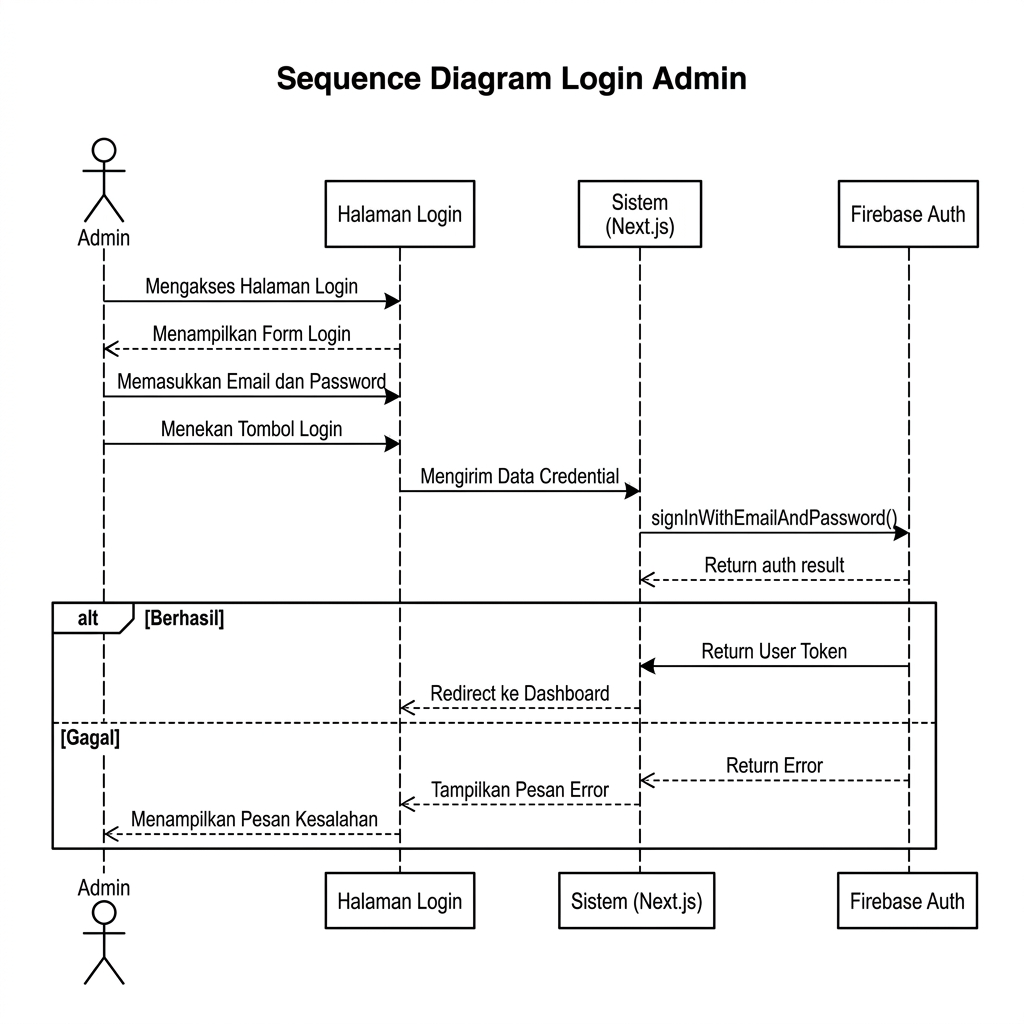 Sequence Diagram Login Admin
Admin
Halaman Login
Sistem
(Next.js)
Firebase Auth
Mengakses Halaman Login
Menampilkan Form Login
Memasukkan Email dan Password
Menekan Tombol Login
Mengirim Data Credential
signInWithEmailAndPassword()
Return auth result
alt
[Berhasil]
Return User Token
Redirect ke Dashboard
[Gagal]
Return Error
Tampilkan Pesan Error
Menampilkan Pesan Kesalahan
Admin
Halaman Login
Sistem (Next.js)
Firebase Auth